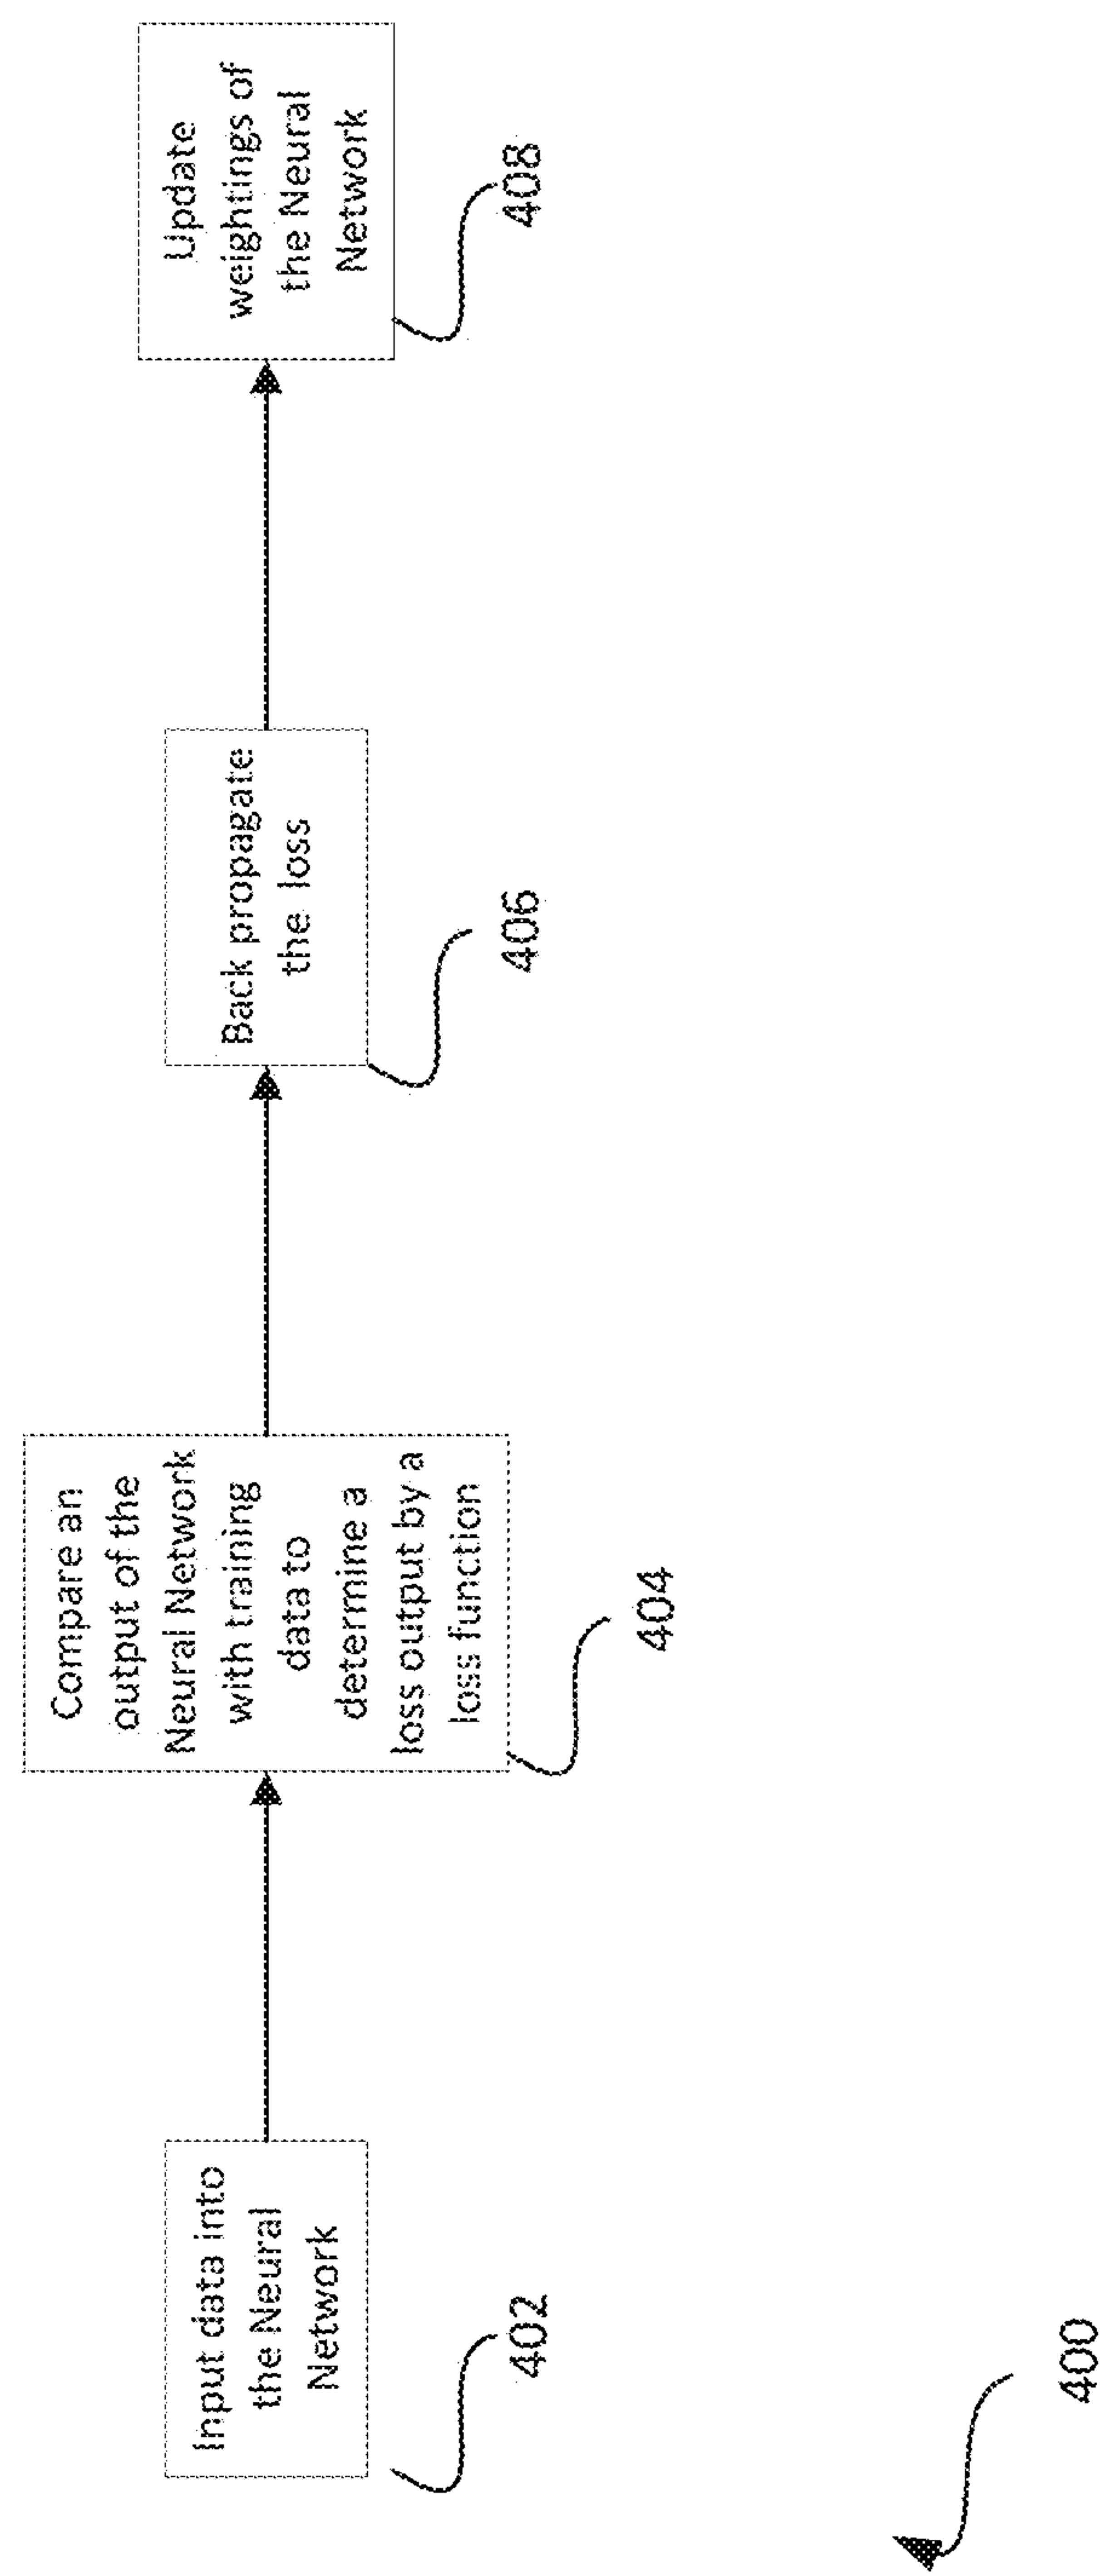 Input data into
the Neural
Network
402
Compare an
output of the
Neural Network
with training
data to
determine a
loss output by a
loss function
404
Back propagate
the loss
406
Update
weightings of
the Neural
Network
408
400